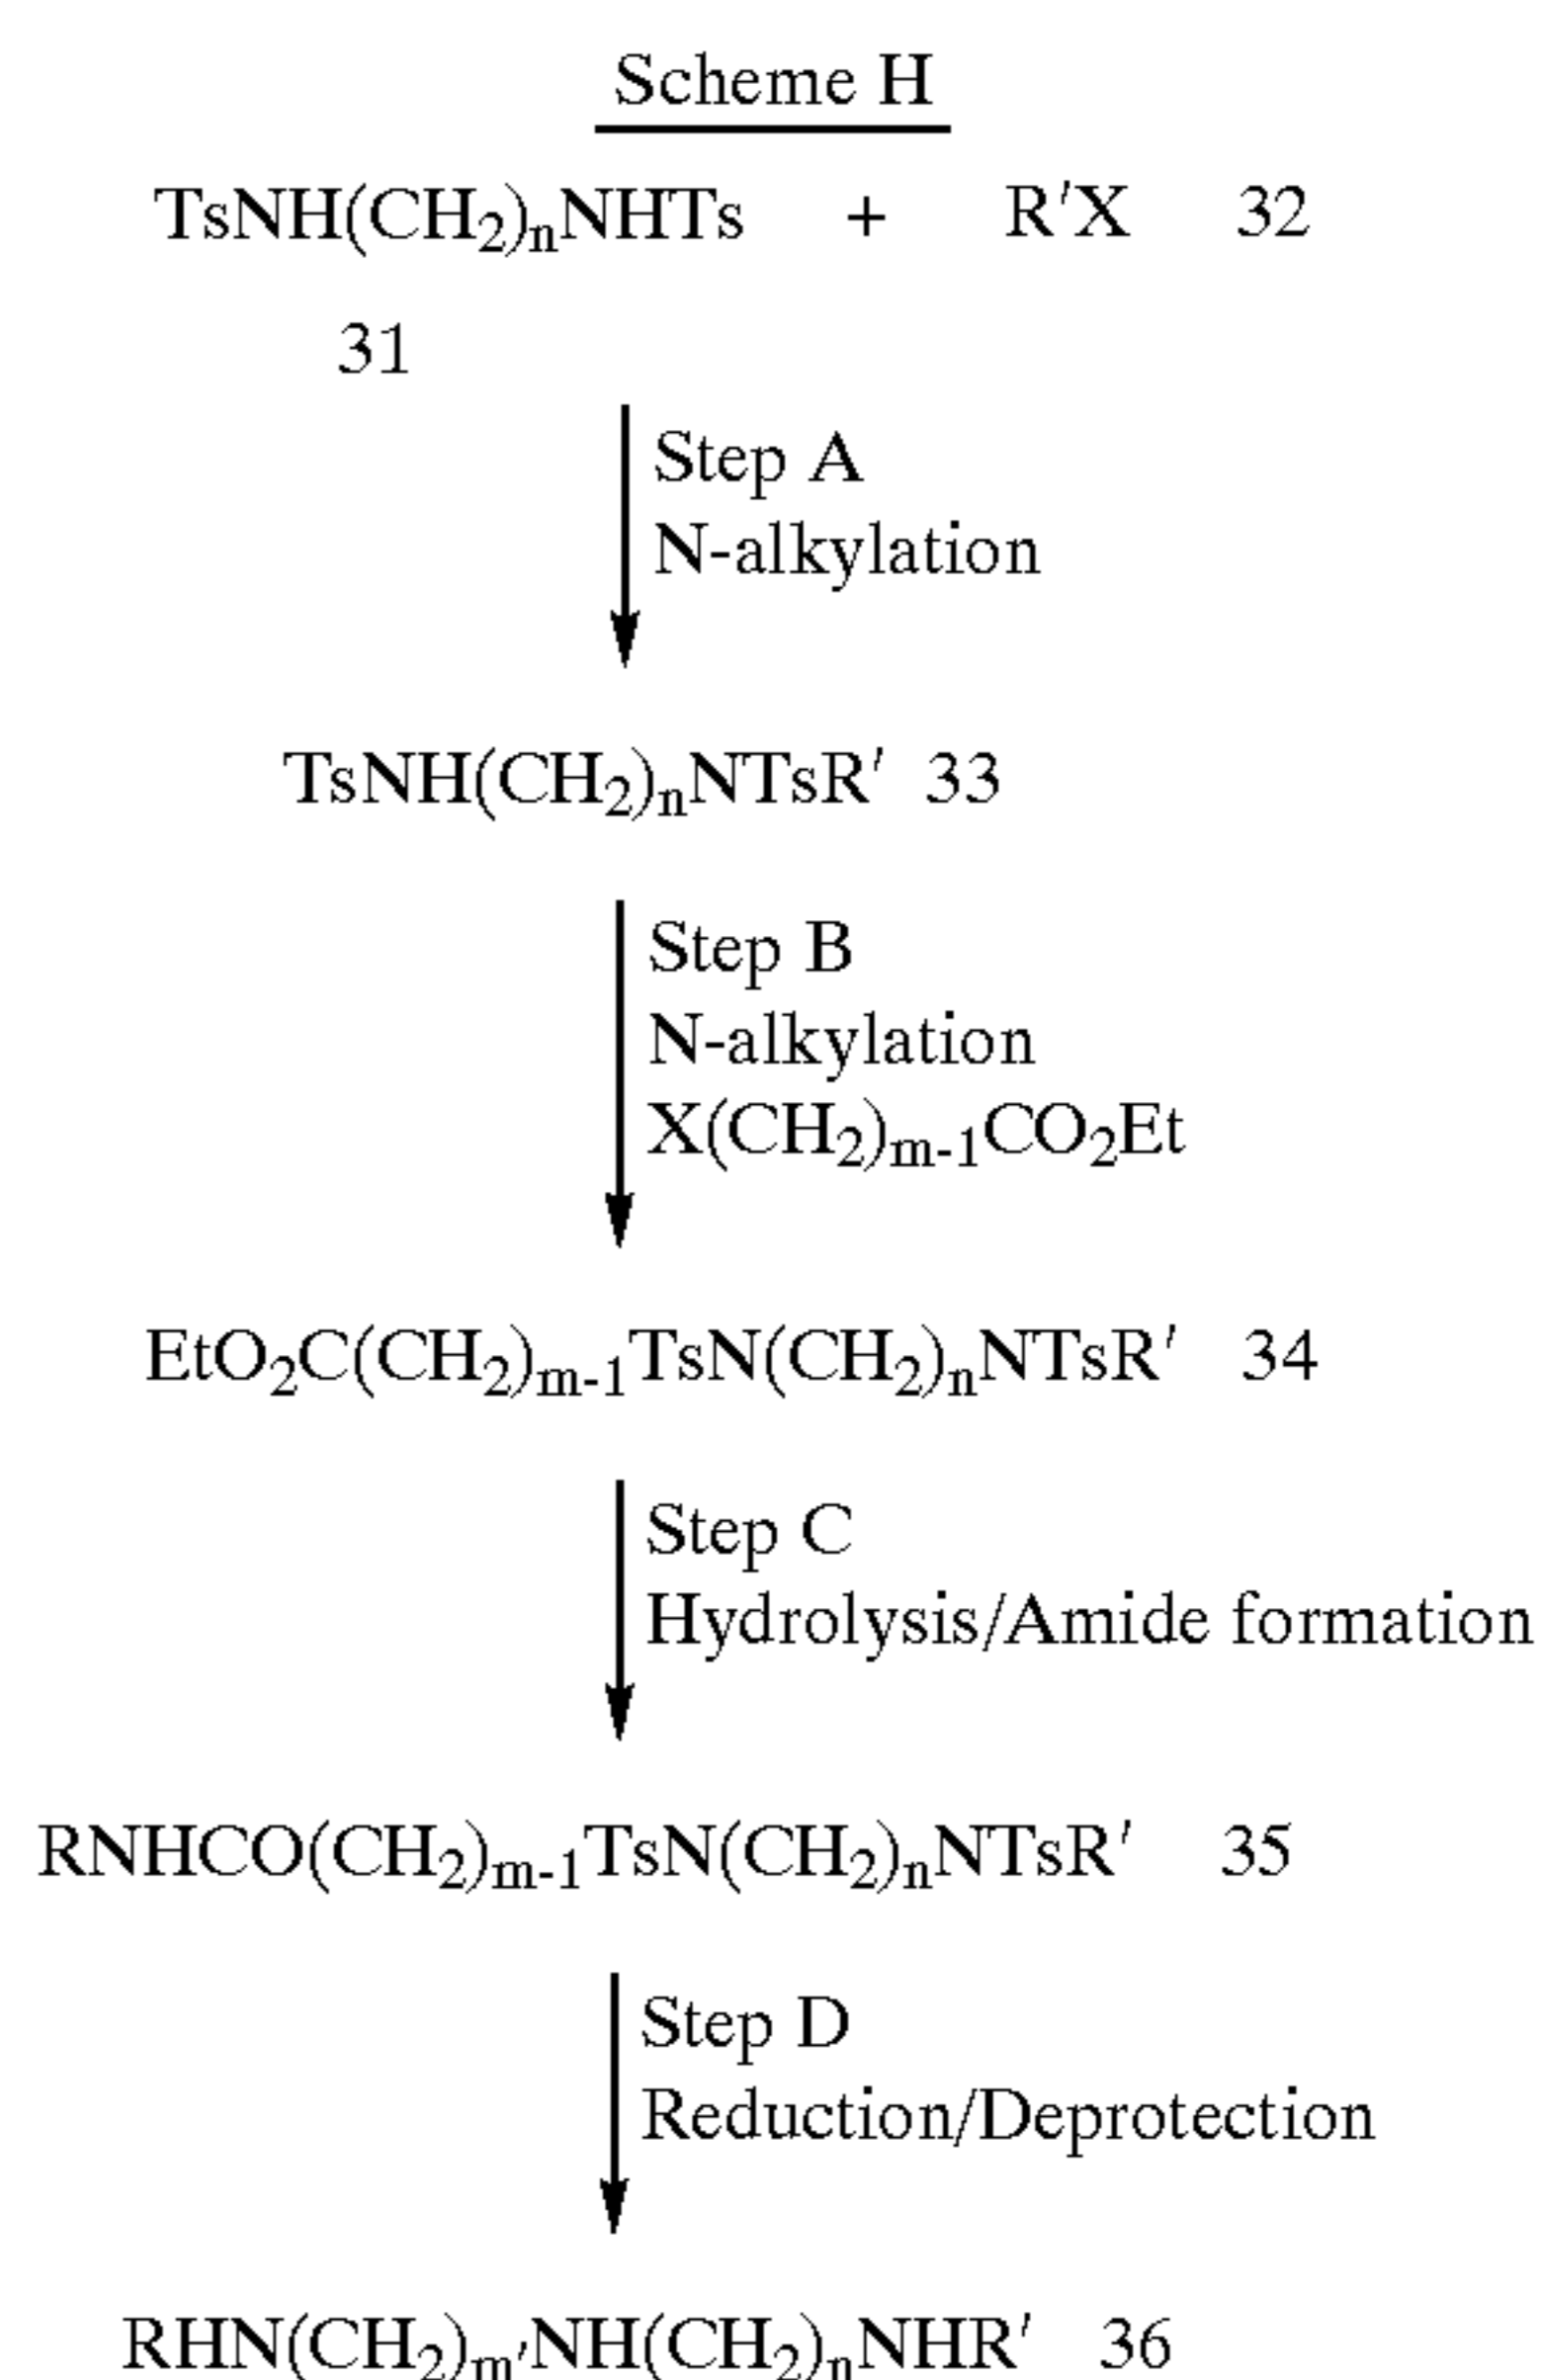 Scheme H
TsNH(CH₂)ₙNHTs + R'X 32
31
Step A
N-alkylation
TsNH(CH₂)ₙNTsR' 33
Step B
N-alkylation
X(CH₂)ₘ₋₁CO₂Et
EtO₂C(CH₂)ₘ₋₁TsN(CH₂)ₙNTsR' 34
Step C
Hydrolysis/Amide formation
RNHCO(CH₂)ₘ₋₁TsN(CH₂)ₙNTsR' 35
Step D
Reduction/Deprotection
RHN(CH₂)ₘ'NH(CH₂)ₙNHR' 36